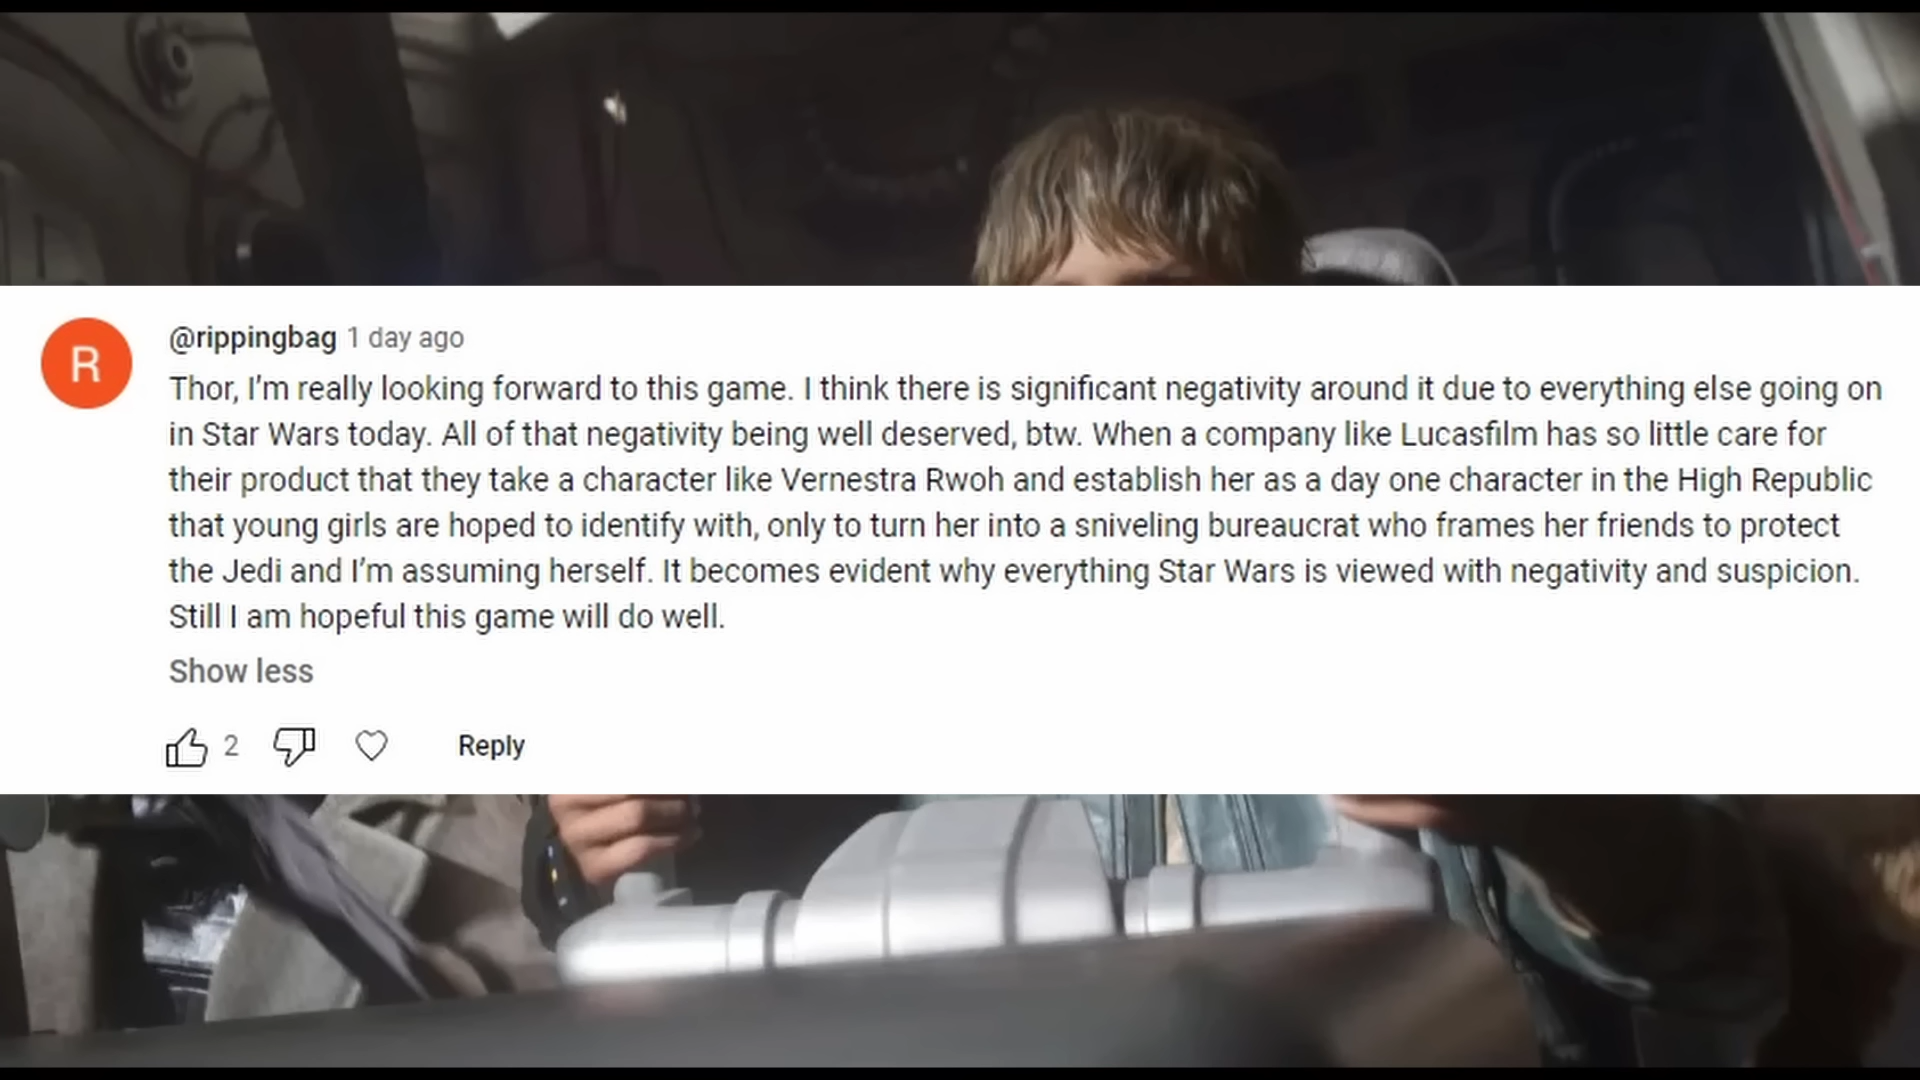 R
@rippingbag 1 day ago
Thor, I'm really looking forward to this game. I think there is significant negativity around it due to everything else going on
in Star Wars today. All of that negativity being well deserved, btw. When a company like Lucasfilm has so little care for
their product that they take a character like Vernestra Rwoh and establish her as a day one character in the High Republic
that young girls are hoped to identify with, only to turn her into a sniveling bureaucrat who frames her friends to protect
the Jedi and I'm assuming herself. It becomes evident why everything Star Wars is viewed with negativity and suspicion.
Still I am hopeful this game will do well.
Show less
2 Reply